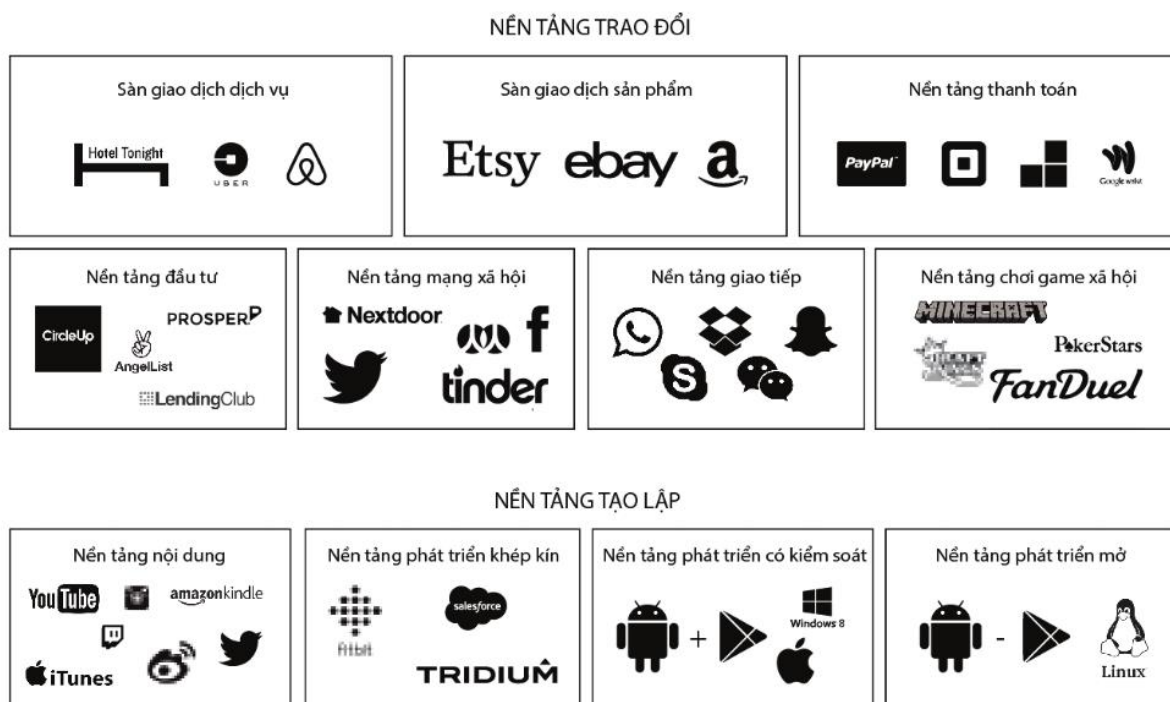 NỀN TẢNG TRAO ĐỔI
Sàn giao dịch dịch vụ
Hotel Tonight
UBER
Sàn giao dịch sản phẩm
Etsy
ebay
a
Nền tảng thanh toán
PayPal
Google wallet
Nền tảng đầu tư
CircleUp
PROSPER
AngelList
LendingClub
Nền tảng mạng xã hội
Nextdoor
f
tinder
Nền tảng giao tiếp
S
Nền tảng chơi game xã hội
MINECRAFT
PokerStars
FanDuel
NỀN TẢNG TẠO LẬP
Nền tảng nội dung
YouTube
amazonkindle
iTunes
Nền tảng phát triển khép kín
fitbit
salesforce
TRIDIUM
Nền tảng phát triển có kiểm soát
+
Windows 8
Nền tảng phát triển mở
-
Linux